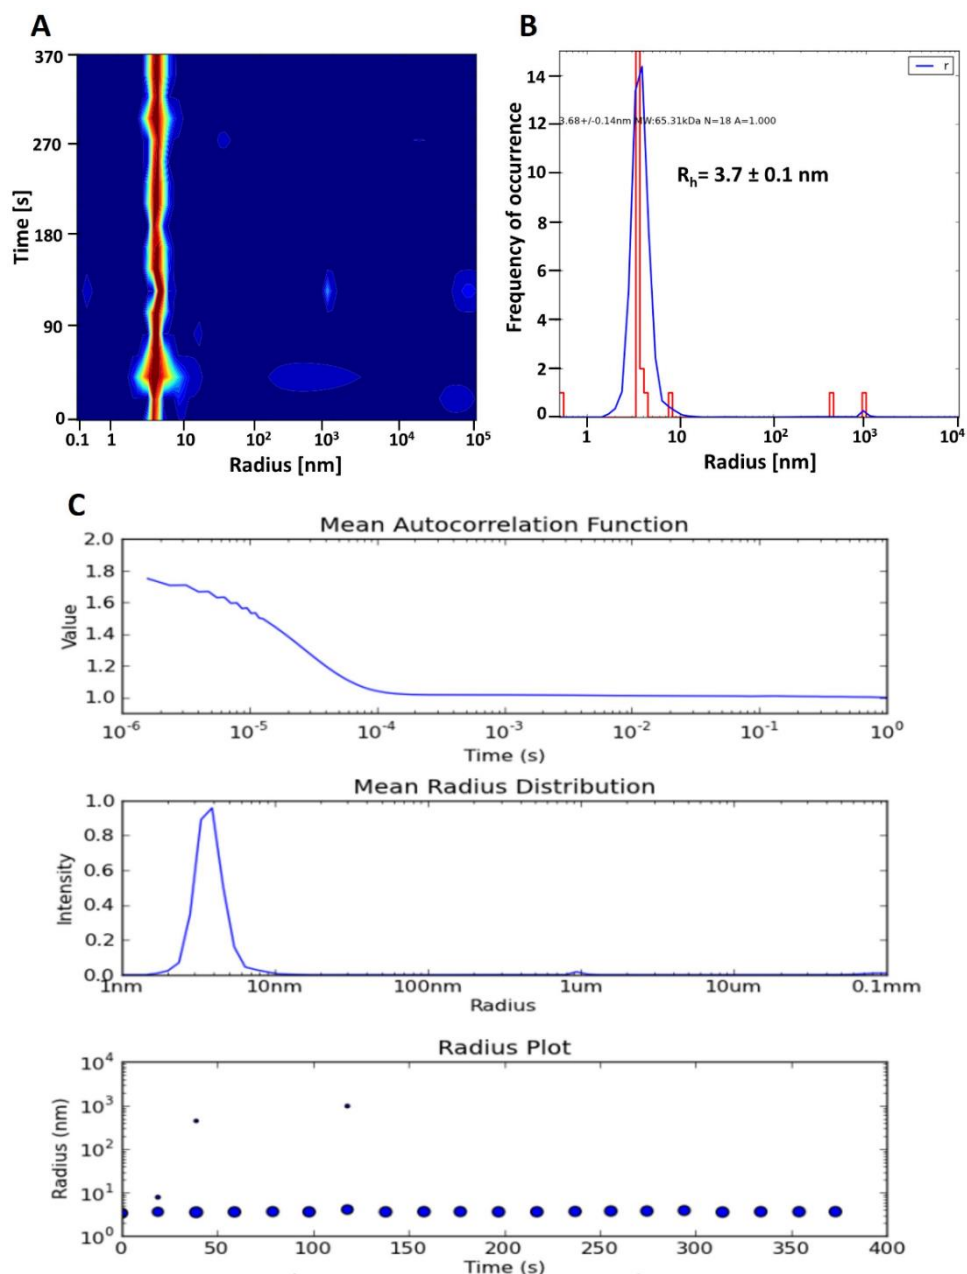 A
370
270
180
90
0
Time [s]
0.1 1 10 10² 10³ 10⁴ 10⁵
Radius [nm]
B
r
14
12
10
8
6
4
2
0
Frequency of occurrence
3.68+/-0.14nm MW:65.31kDa N=18 A=1.000
Rₕ= 3.7 ± 0.1 nm
1 10 10² 10³ 10⁴
Radius [nm]
C
Mean Autocorrelation Function
2.0
1.8
1.6
1.4
1.2
1.0
Value
10⁻⁶ 10⁻⁵ 10⁻⁴ 10⁻³ 10⁻² 10⁻¹ 10⁰
Time (s)
Mean Radius Distribution
1.0
0.8
0.6
0.4
0.2
0.0
Intensity
1nm 10nm 100nm 1um 10um 0.1mm
Radius
Radius Plot
10⁴
10³
10²
10¹
10⁰
Radius (nm)
0 50 100 150 200 250 300 350 400
Time (s)